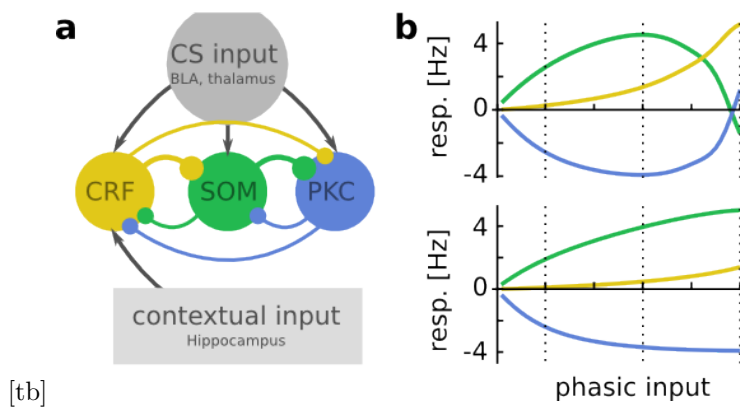 a
CS input
BLA, thalamus
CRF
SOM
PKC
contextual input
Hippocampus
b
resp. [Hz]
4
0
-4
resp. [Hz]
4
0
-4
phasic input
[tb]